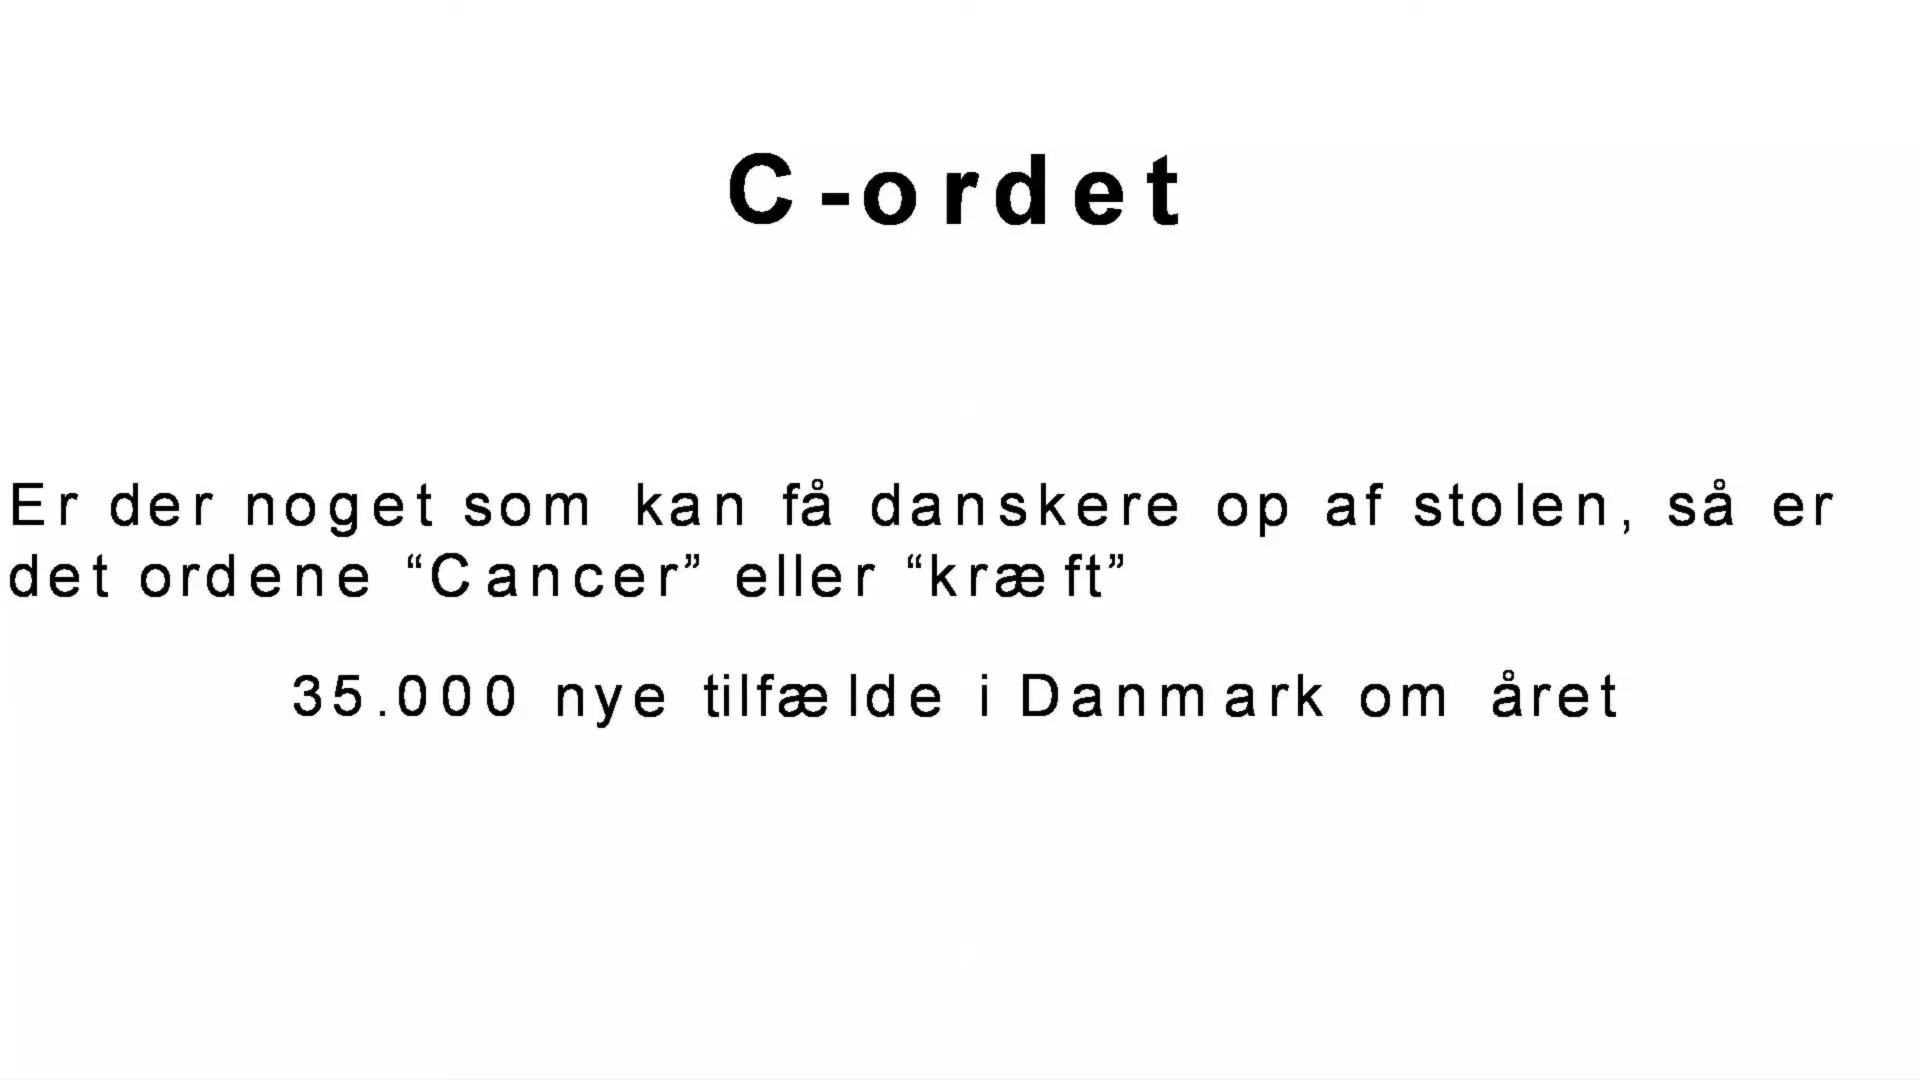 C-ordet
Er der noget som kan få danskere op af stolen, så er
det ordene “Cancer” eller “kræft”
35.000 nye tilfælde i Danmark om året